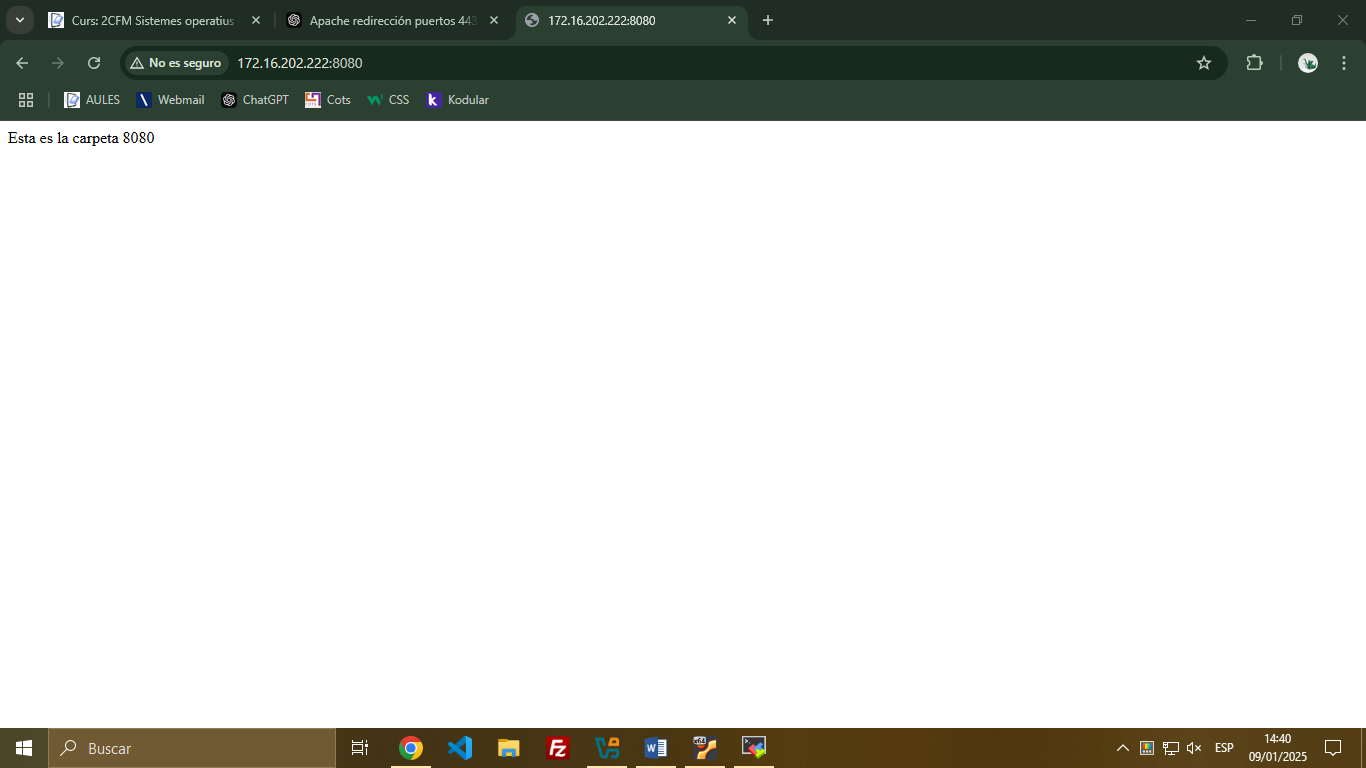 Curs: 2CFM Sistemes operatius
Apache redirección puertos 443
172.16.202.222:8080
No es seguro
172.16.202.222:8080
AULES
Webmail
ChatGPT
Cots
CSS
Kodular
Esta es la carpeta 8080
Buscar
ESP
14:40
09/01/2025